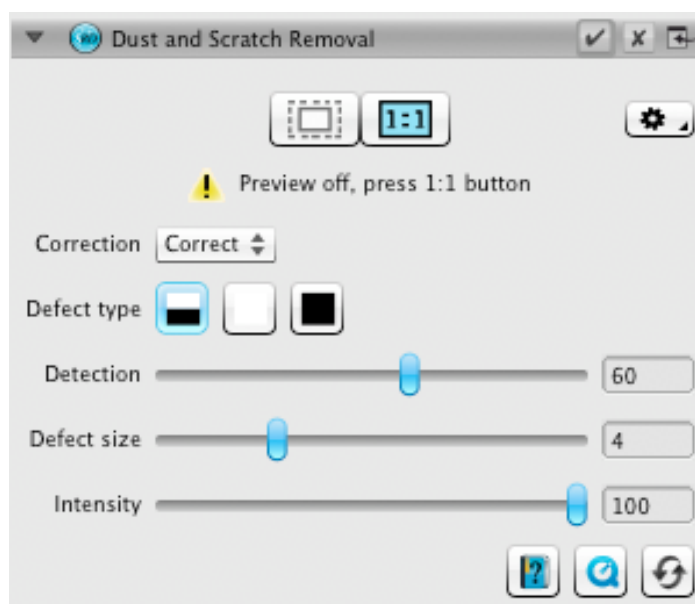 Dust and Scratch Removal
1:1
Preview off, press 1:1 button
Correction Correct
Defect type
Detection 60
Defect size 4
Intensity 100
?